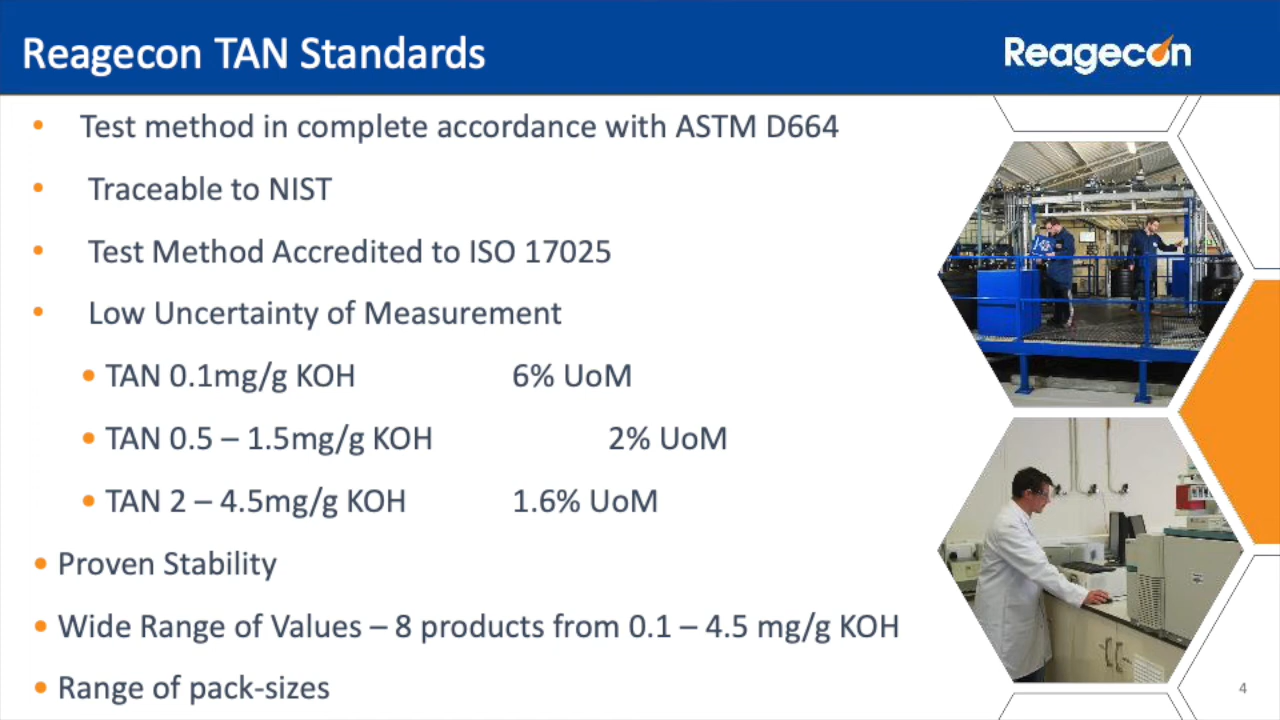 Reagecon TAN Standards
Reagecon
• Test method in complete accordance with ASTM D664
• Traceable to NIST
• Test Method Accredited to ISO 17025
• Low Uncertainty of Measurement
• TAN 0.1mg/g KOH 6% UoM
• TAN 0.5 – 1.5mg/g KOH 2% UoM
• TAN 2 – 4.5mg/g KOH 1.6% UoM
• Proven Stability
• Wide Range of Values – 8 products from 0.1 – 4.5 mg/g KOH
• Range of pack-sizes
4